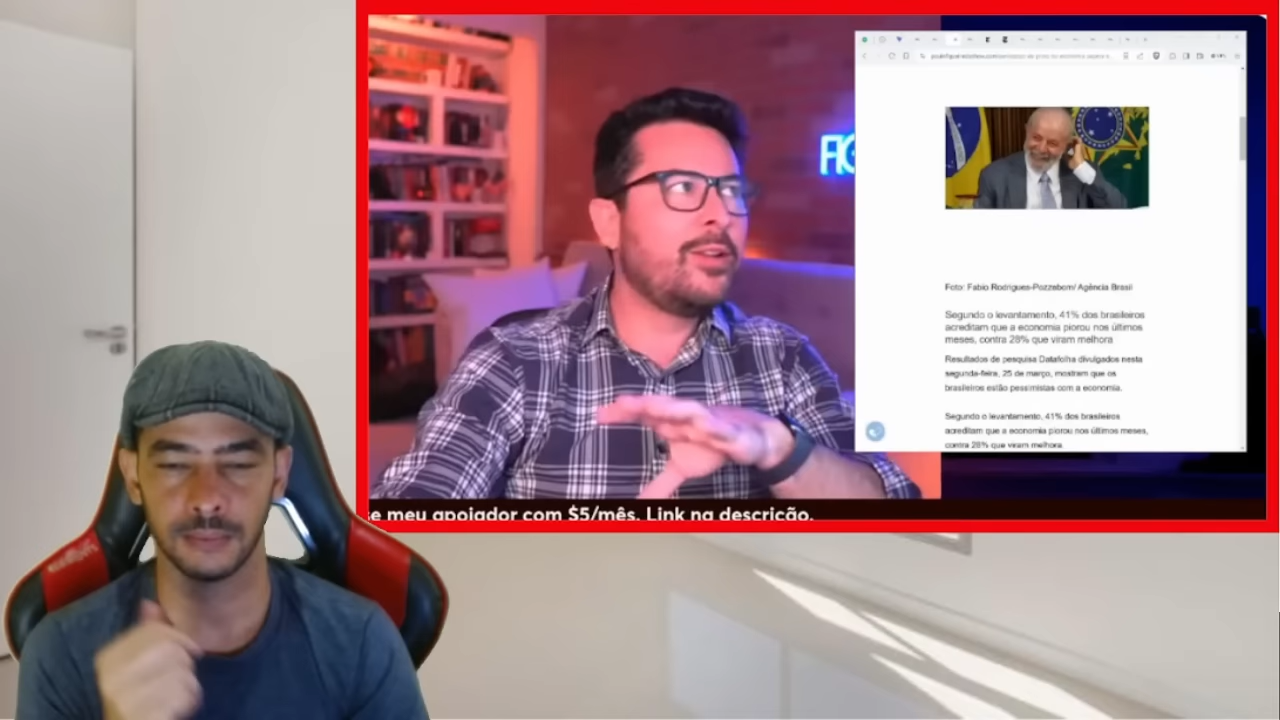 FIG
Foto: Fabio Rodrigues-Pozzebom/ Agência Brasil
Segundo o levantamento, 41% dos brasileiros
acreditam que a economia piorou nos últimos
meses, contra 28% que viram melhora
Resultados de pesquisa Datafolha divulgados nesta
segunda-feira, 25 de março, mostram que os
brasileiros estão pessimistas com a economia.
Segundo o levantamento, 41% dos brasileiros
acreditam que a economia piorou nos últimos meses,
contra 28% que viram melhora
se meu apoiador com $5/mês. Link na descrição.